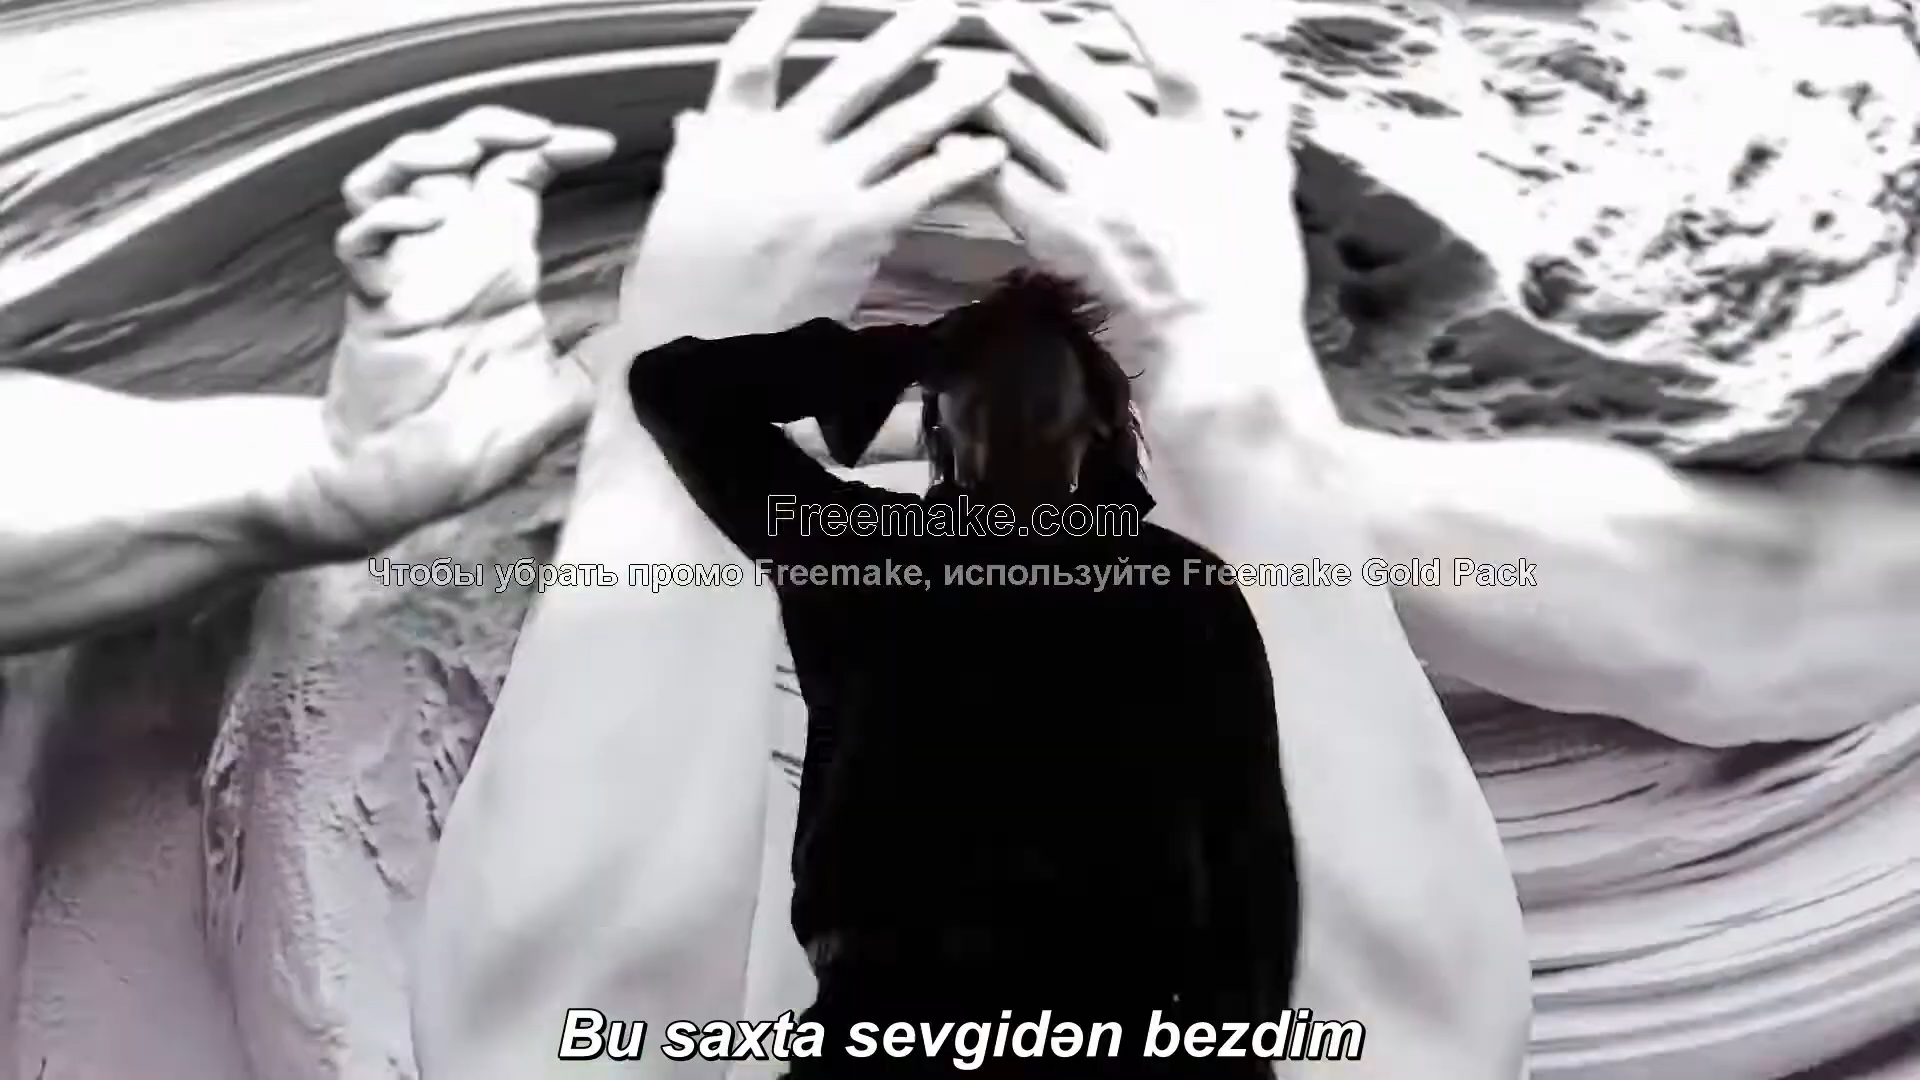 Freemake.com
Чтобы убрать промо Freemake, используйте Freemake Gold Pack
Bu saxta sevgidən bezdim